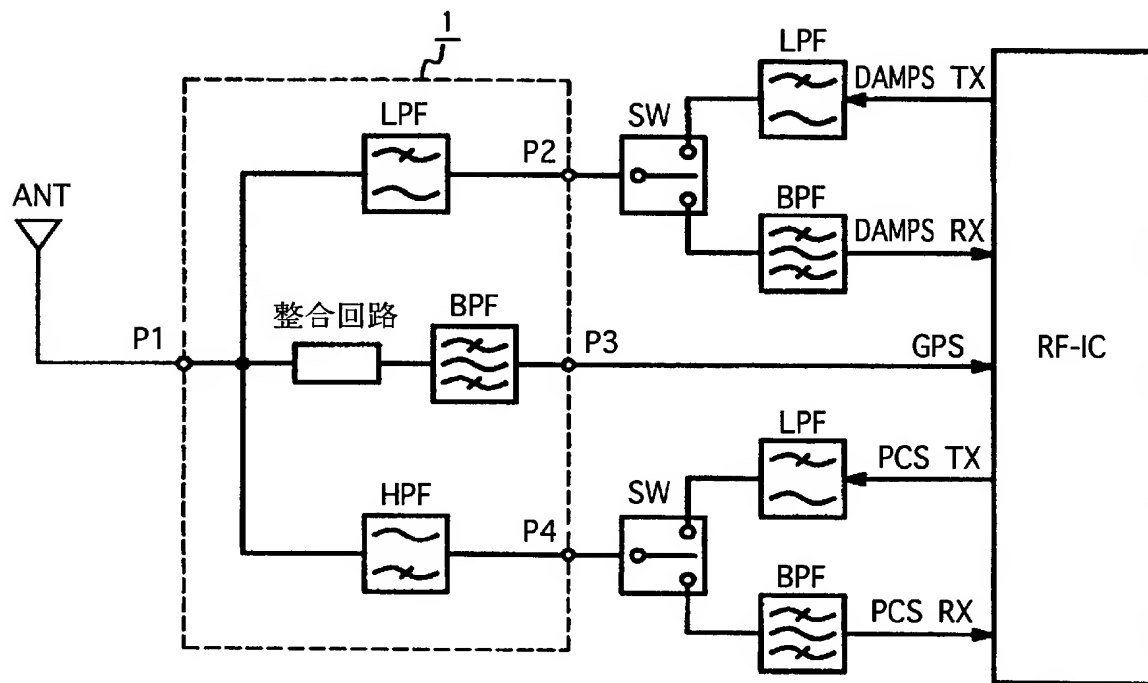 1
LPF
LPF
DAMPS TX
SW
P2
ANT
BPF
DAMPS RX
整合回路
BPF
P1
P3
GPS
RF-IC
LPF
PCS TX
HPF
SW
P4
BPF
PCS RX